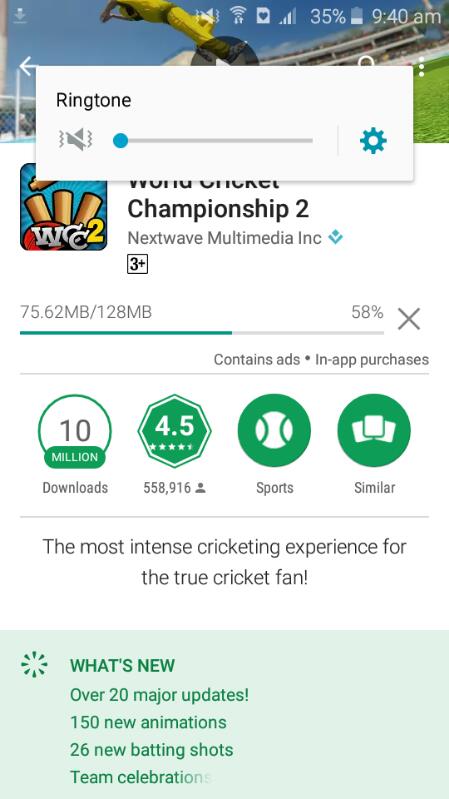 35% 9:40 am
Ringtone
World Cricket
Championship 2
Nextwave Multimedia Inc
3+
WCC2
75.62MB/128MB 58%
Contains ads • In-app purchases
10
MILLION
4.5
Downloads 558,916 Sports Similar
The most intense cricketing experience for
the true cricket fan!
WHAT'S NEW
Over 20 major updates!
150 new animations
26 new batting shots
Team celebrations